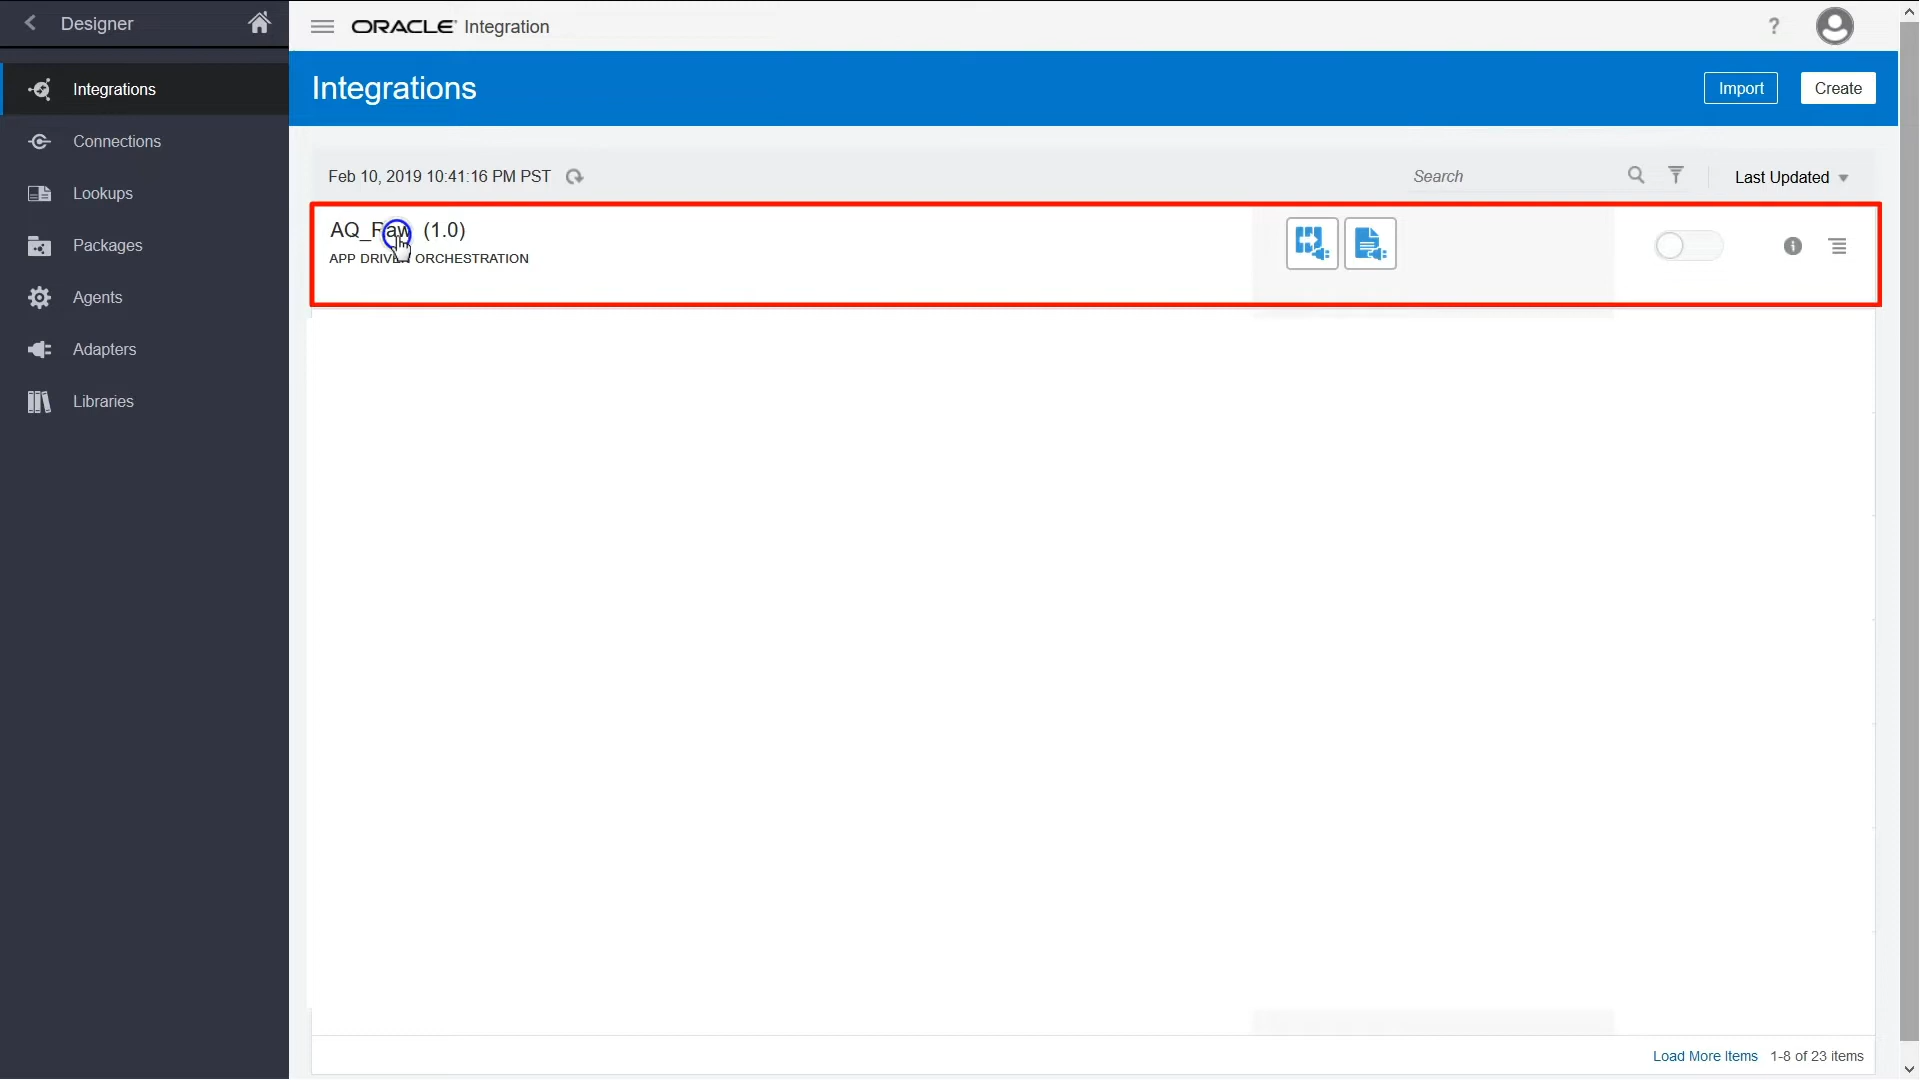 Designer
ORACLE Integration
?
Integrations
Connections
Lookups
Packages
Agents
Adapters
Libraries
Integrations
Import
Create
Feb 10, 2019 10:41:16 PM PST
Search
Last Updated
AQ_Raw (1.0)
APP DRIVEN ORCHESTRATION
Load More Items 1-8 of 23 items